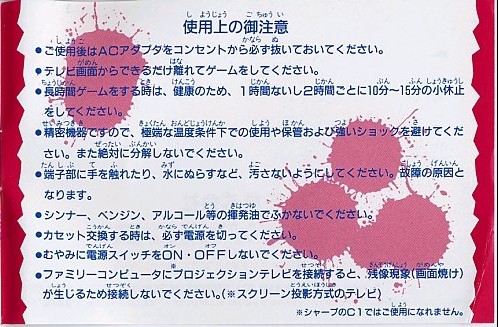 使用上の御注意
●ご使用後はACアダプタをコンセントから必ず抜いておいてください。
●テレビ画面からできるだけ離れてゲームをしてください。
●長時間ゲームをする時は、健康のため、1時間ないし2時間ごとに10分〜15分の小休止
をしてください。
●精密機器ですので、極端な温度条件下での使用や保管および強いショックを避けてくだ
さい。また絶対に分解しないでください。
●端子部に手を触れたり、水にぬらすなど、汚さないようにしてください。故障の原因と
なります。
●シンナー、ベンジン、アルコール等の揮発油でふかないでください。
●カセット交換する時は、必ず電源を切ってください。
●むやみに電源スイッチをON・OFFしないでください。
●ファミリーコンピュータにプロジェクションテレビを接続すると、残像現象(画面焼け)
が生じるため接続しないでください。(※スクリーン投影方式のテレビ)
※シャープのC1ではご使用になれません。